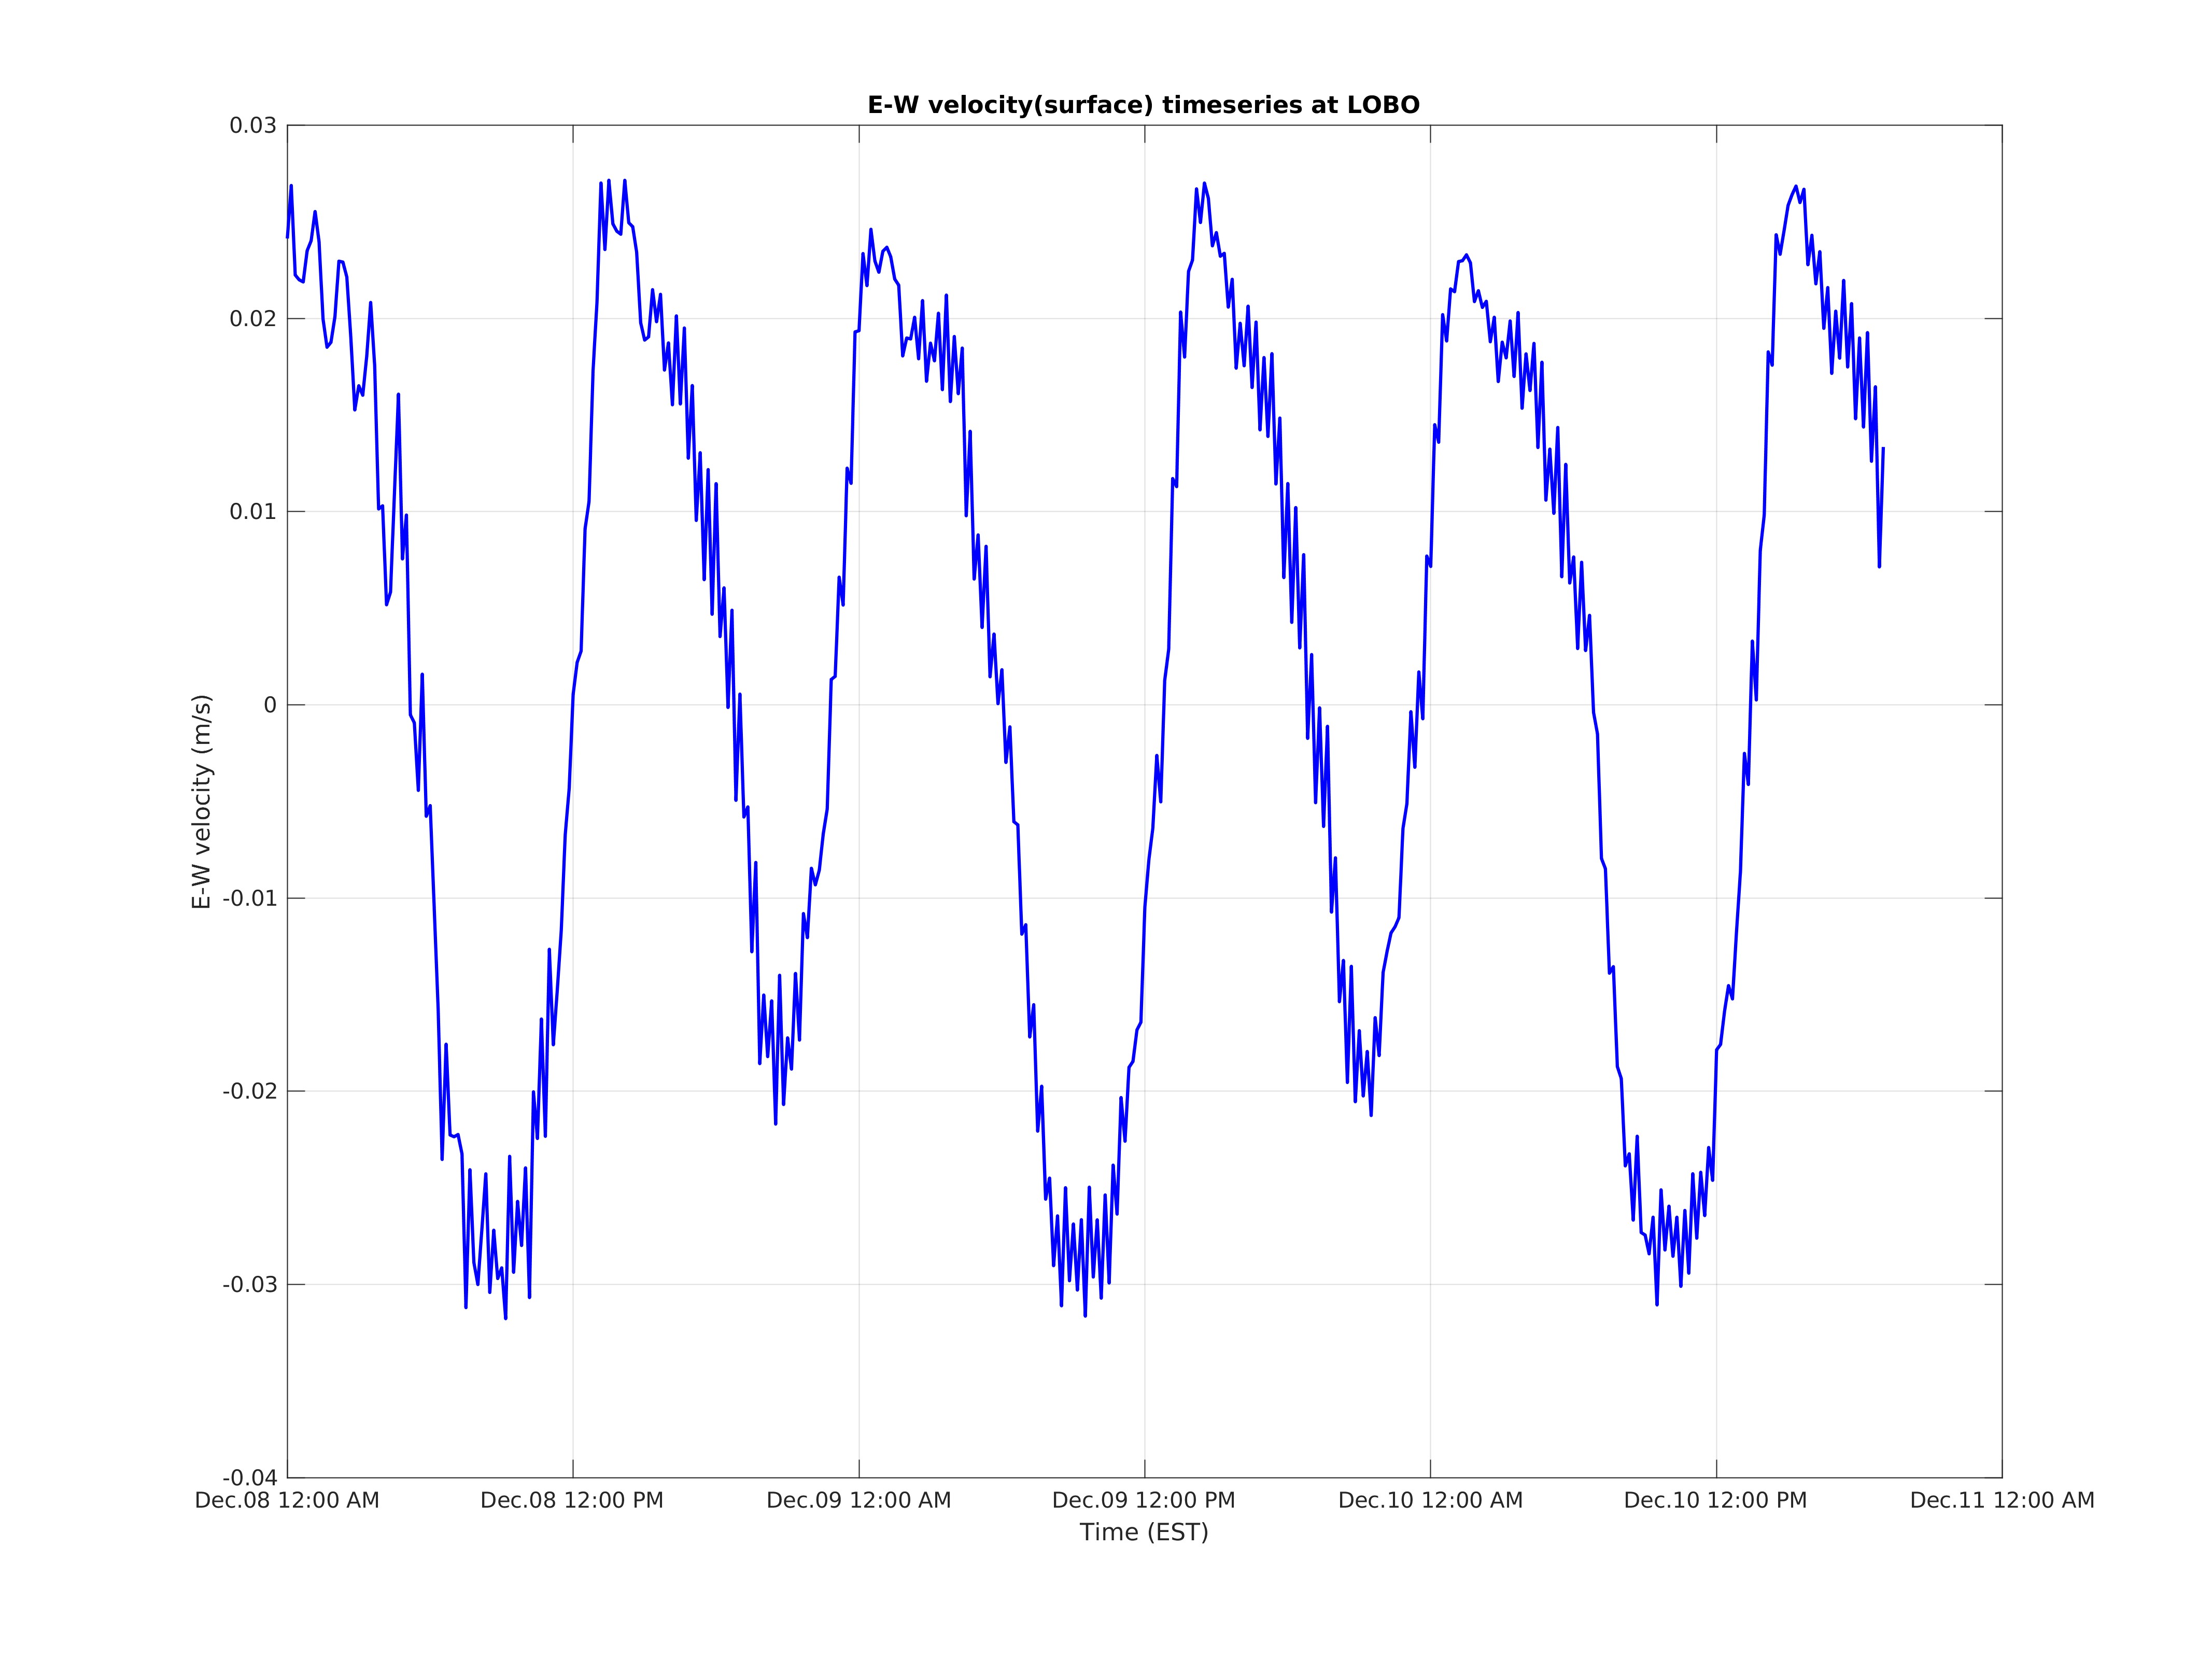 E-W velocity(surface) timeseries at LOBO
0.03
0.02
0.01
0
-0.01
-0.02
-0.03
-0.04
E-W velocity (m/s)
Dec.08 12:00 AM Dec.08 12:00 PM Dec.09 12:00 AM Dec.09 12:00 PM Dec.10 12:00 AM Dec.10 12:00 PM Dec.11 12:00 AM
Time (EST)